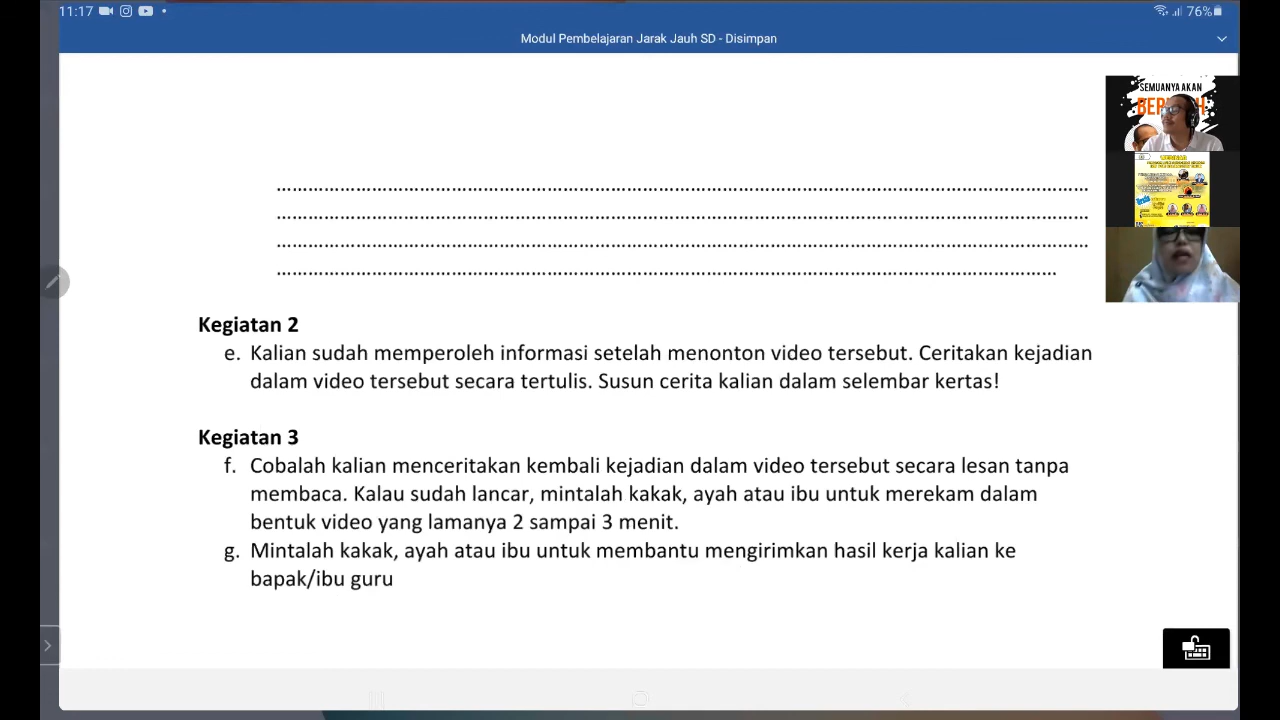 11:17
76%
Modul Pembelajaran Jarak Jauh SD - Disimpan
SEMUANYA AKAN
WEBINAR
Kegiatan 2
e. Kalian sudah memperoleh informasi setelah menonton video tersebut. Ceritakan kejadian
dalam video tersebut secara tertulis. Susun cerita kalian dalam selembar kertas!
Kegiatan 3
f. Cobalah kalian menceritakan kembali kejadian dalam video tersebut secara lesan tanpa
membaca. Kalau sudah lancar, mintalah kakak, ayah atau ibu untuk merekam dalam
bentuk video yang lamanya 2 sampai 3 menit.
g. Mintalah kakak, ayah atau ibu untuk membantu mengirimkan hasil kerja kalian ke
bapak/ibu guru